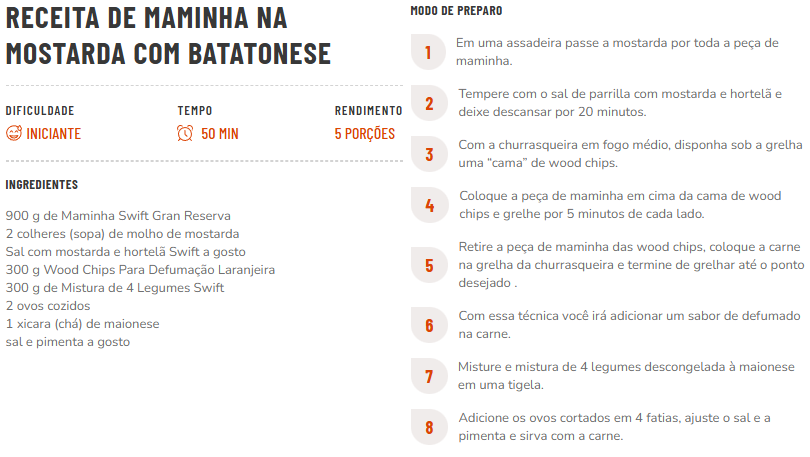 RECEITA DE MAMINHA NA
MOSTARDA COM BATATONESE
DIFICULDADE
INICIANTE
TEMPO
50 MIN
RENDIMENTO
5 PORÇÕES
INGREDIENTES
900 g de Maminha Swift Gran Reserva
2 colheres (sopa) de molho de mostarda
Sal com mostarda e hortelã Swift a gosto
300 g Wood Chips Para Defumação Laranjeira
300 g de Mistura de 4 Legumes Swift
2 ovos cozidos
1 xicara (chá) de maionese
sal e pimenta a gosto
MODO DE PREPARO
1
Em uma assadeira passe a mostarda por toda a peça de
maminha.
2
Tempere com o sal de parrilla com mostarda e hortelã e
deixe descansar por 20 minutos.
3
Com a churrasqueira em fogo médio, disponha sob a grelha
uma “cama” de wood chips.
4
Coloque a peça de maminha em cima da cama de wood
chips e grelhe por 5 minutos de cada lado.
5
Retire a peça de maminha das wood chips, coloque a carne
na grelha da churrasqueira e termine de grelhar até o ponto
desejado .
6
Com essa técnica você irá adicionar um sabor de defumado
na carne.
7
Misture e mistura de 4 legumes descongelada à maionese
em uma tigela.
8
Adicione os ovos cortados em 4 fatias, ajuste o sal e a
pimenta e sirva com a carne.